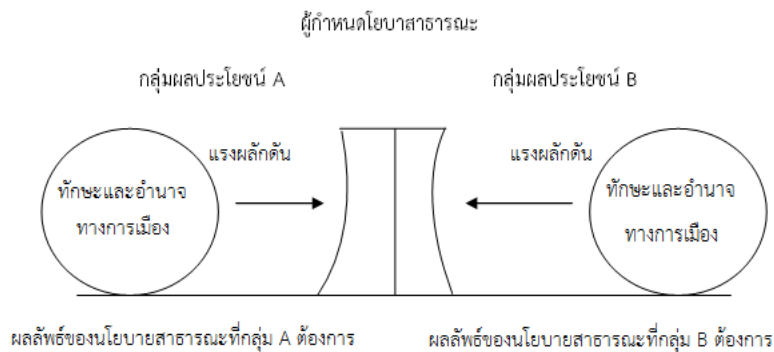 ผู้กำหนดโยบาสาธารณะ
กลุ่มผลประโยชน์ A
กลุ่มผลประโยชน์ B
แรงผลักดัน
แรงผลักดัน
ทักษะและอำนาจ
ทางการเมือง
ทักษะและอำนาจ
ทางการเมือง
ผลลัพธ์ของนโยบายสาธารณะที่กลุ่ม A ต้องการ
ผลลัพธ์ของนโยบายสาธารณะที่กลุ่ม B ต้องการ